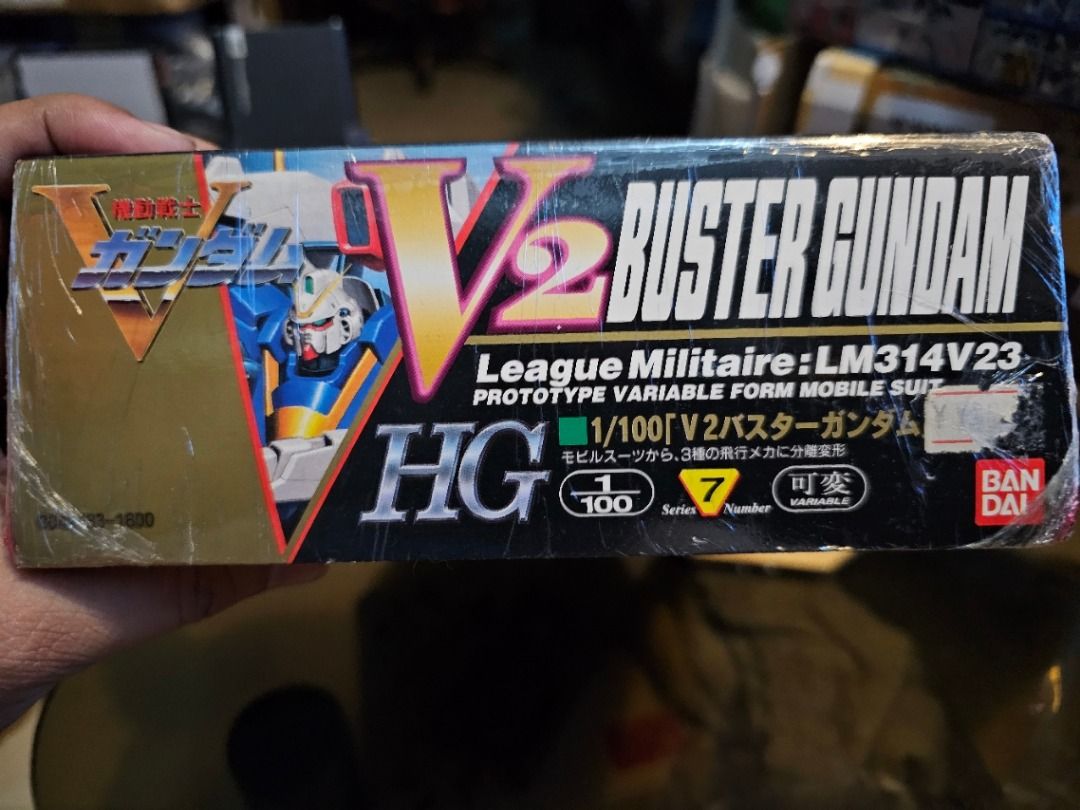 機動戦士
Vガンダム
V2 BUSTER GUNDAM
League Militaire:LM314V23
PROTOTYPE VARIABLE FORM MOBILE SUIT
HG
1/100「V2バスターガンダム
モビルスーツから、3種の飛行メカに分離変形
1/100
Series 7 Number
可変
VARIABLE
BAN
DAI